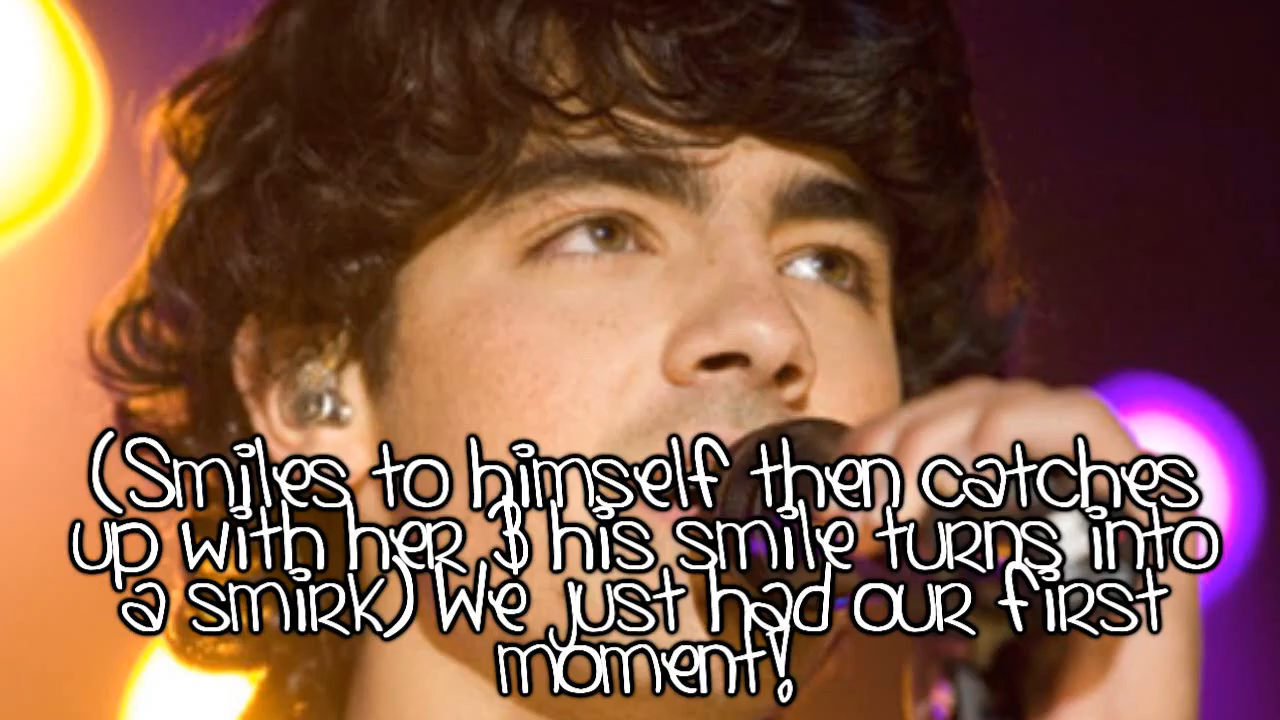 (Smiles to himself then catches
up with her & his smile turns into
a smirk) We just had our first
moment!